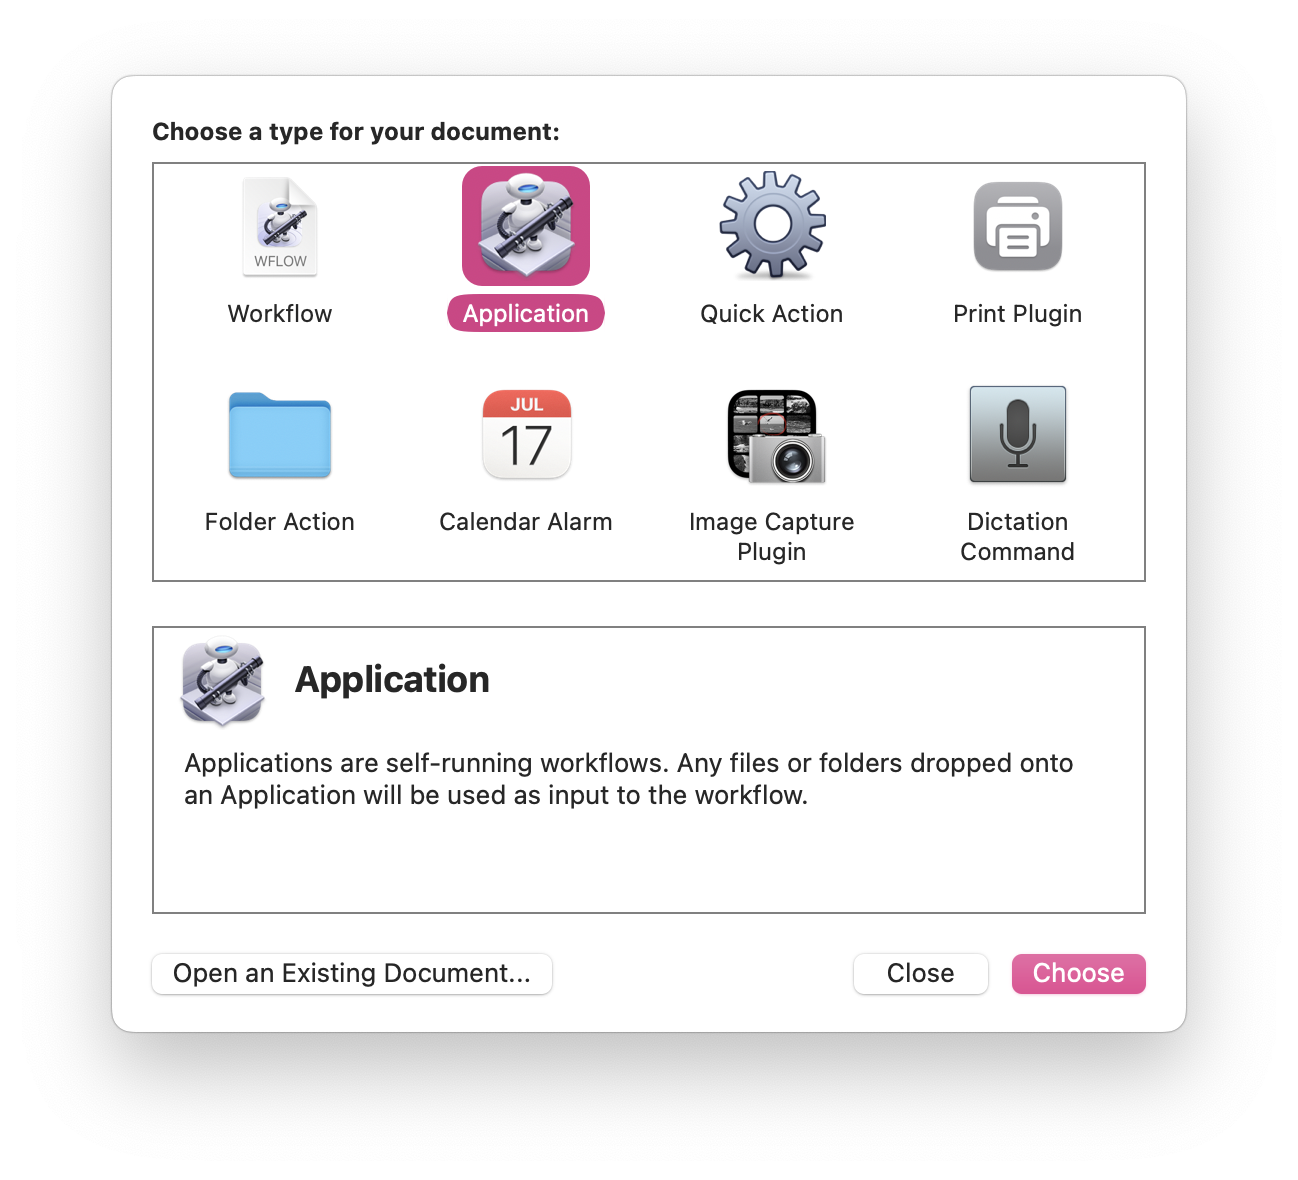 Choose a type for your document:
WFLOW
Workflow
Application
Quick Action
Print Plugin
JUL
17
Folder Action
Calendar Alarm
Image Capture
Plugin
Dictation
Command
Application
Applications are self-running workflows. Any files or folders dropped onto
an Application will be used as input to the workflow.
Open an Existing Document...
Close
Choose